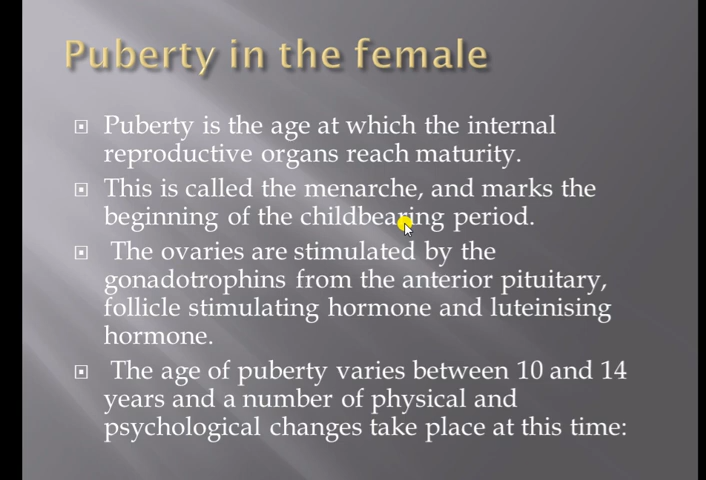 Puberty in the female
Puberty is the age at which the internal
reproductive organs reach maturity.
This is called the menarche, and marks the
beginning of the childbearing period.
The ovaries are stimulated by the
gonadotrophins from the anterior pituitary,
follicle stimulating hormone and luteinising
hormone.
The age of puberty varies between 10 and 14
years and a number of physical and
psychological changes take place at this time: